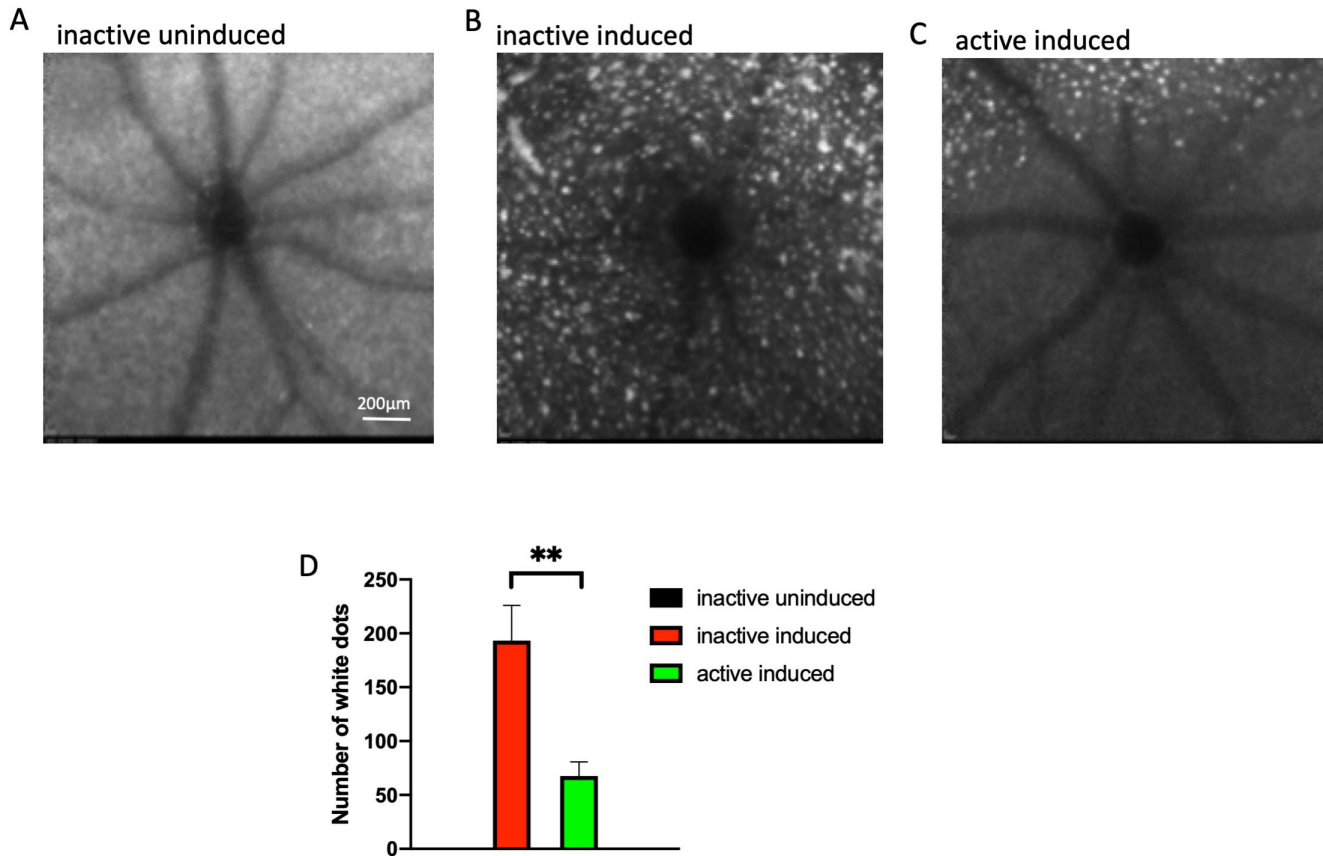 A
inactive uninduced
B
inactive induced
C
active induced
200µm
D
**
Number of white dots
250
200
150
100
50
0
inactive uninduced
inactive induced
active induced